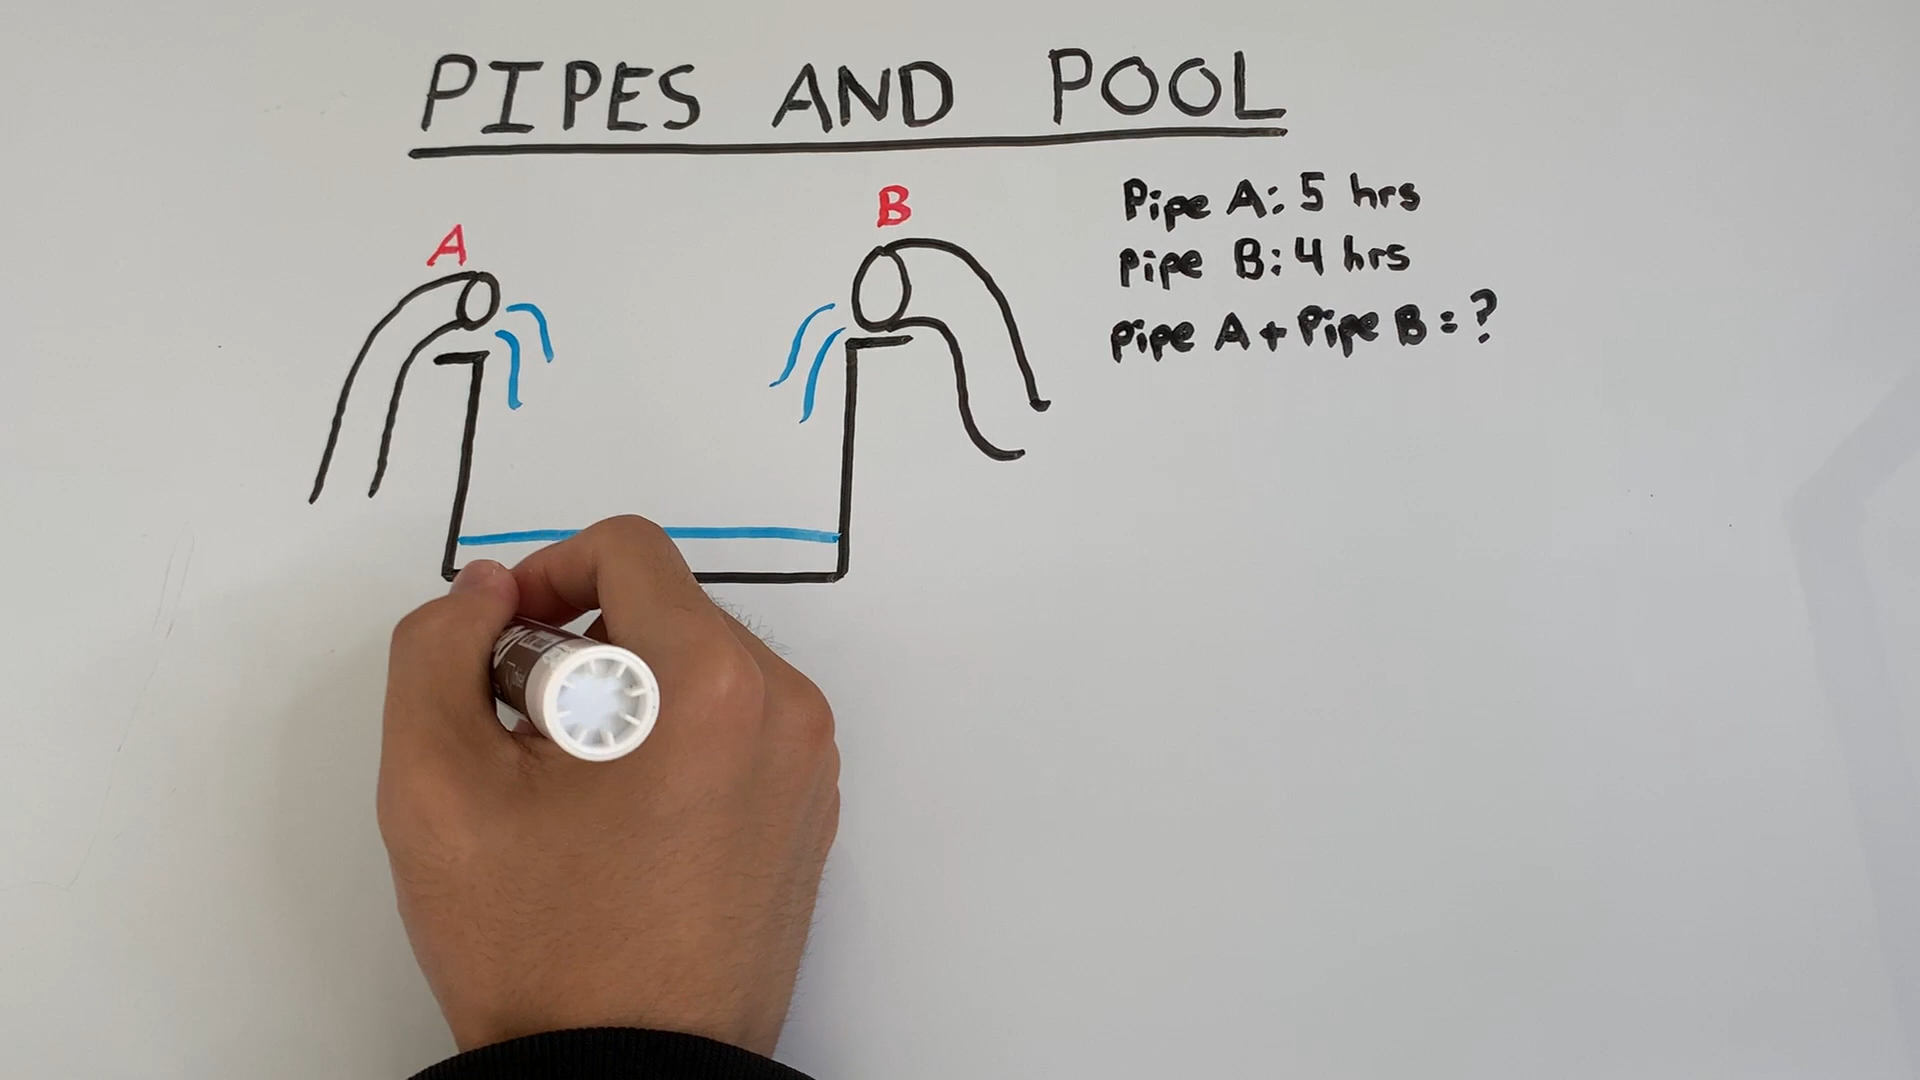 PIPES AND POOL
A
B
Pipe A: 5 hrs
Pipe B: 4 hrs
Pipe A + Pipe B = ?